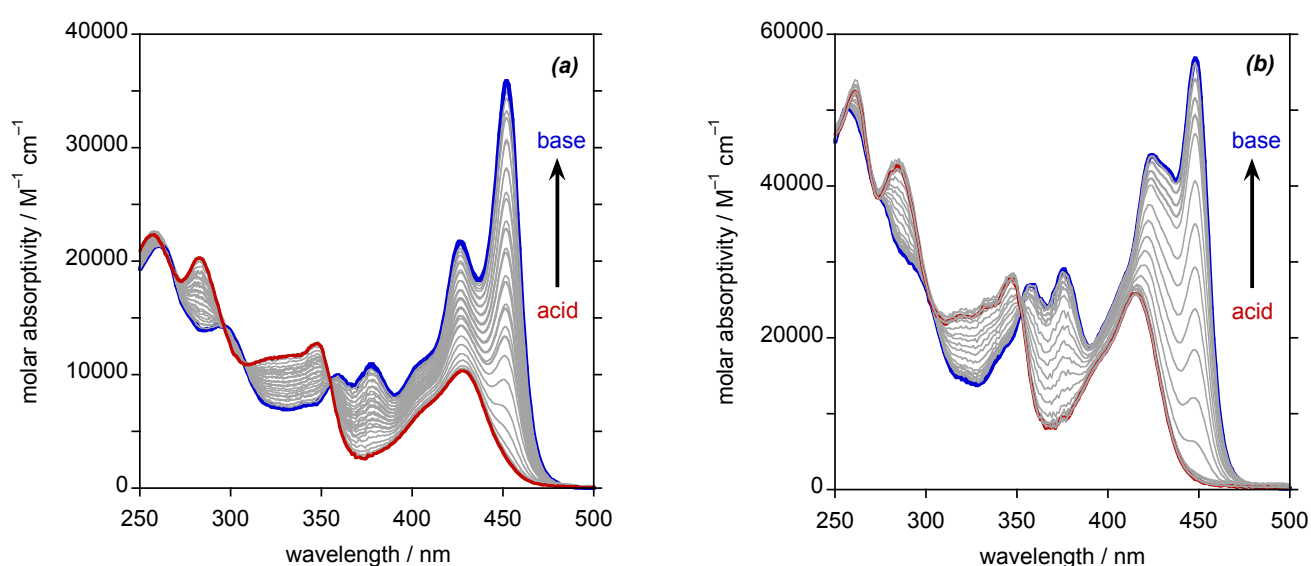 (a)
40000
30000
20000
10000
0
molar absorptivity / M⁻¹ cm⁻¹
base
acid
250 300 350 400 450 500
wavelength / nm
(b)
60000
40000
20000
0
molar absorptivity / M⁻¹ cm⁻¹
base
acid
250 300 350 400 450 500
wavelength / nm